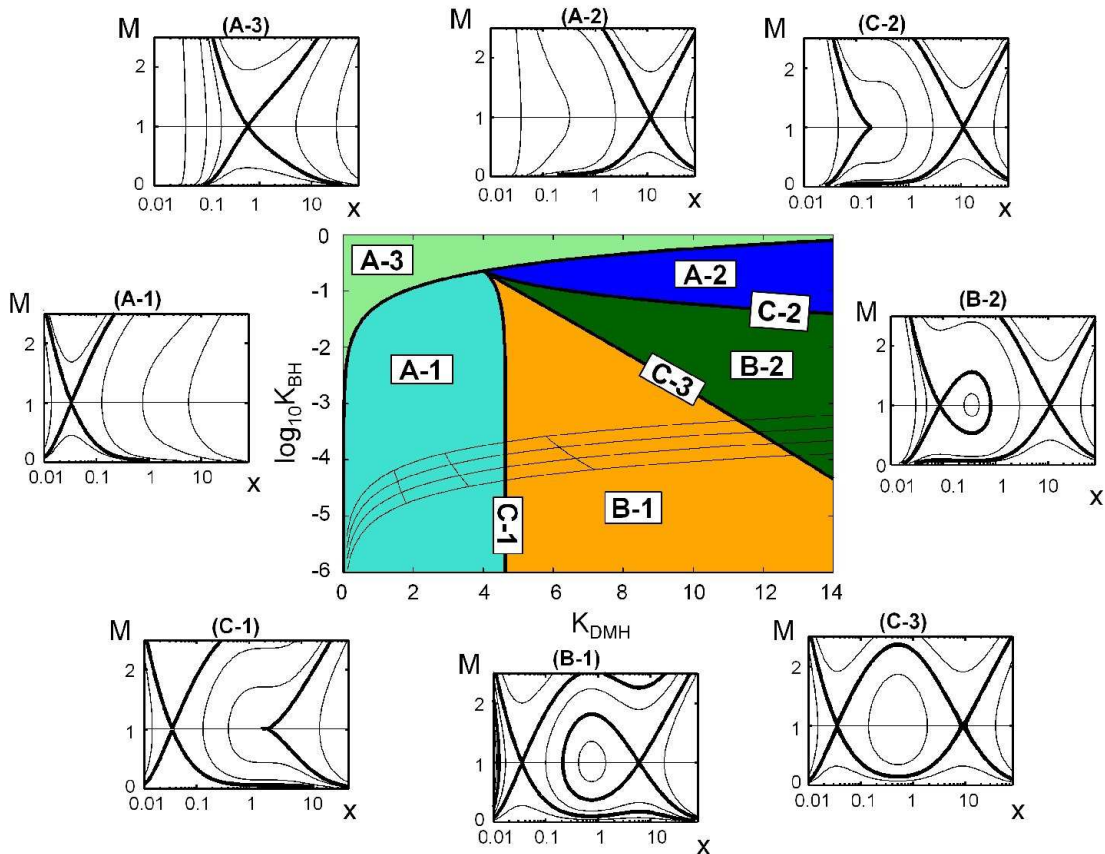 M (A-3)
2
1
0
0.01 0.1 1 10 x
M (A-2)
2
1
0
0.01 0.1 1 10 x
M (C-2)
2
1
0
0.01 0.1 1 10 x
M (A-1)
2
1
0
0.01 0.1 1 10 x
log10KBH
0
-1
-2
-3
-4
-5
-6
A-3
A-2
C-2
A-1
B-2
C-3
B-1
C-1
0 2 4 6 8 10 12 14
KDMH
M (B-2)
2
1
0
0.01 0.1 1 10 x
M (C-1)
2
1
0
0.01 0.1 1 10 x
M (B-1)
2
1
0
0.01 0.1 1 10 x
M (C-3)
2
1
0
0.01 0.1 1 10 x